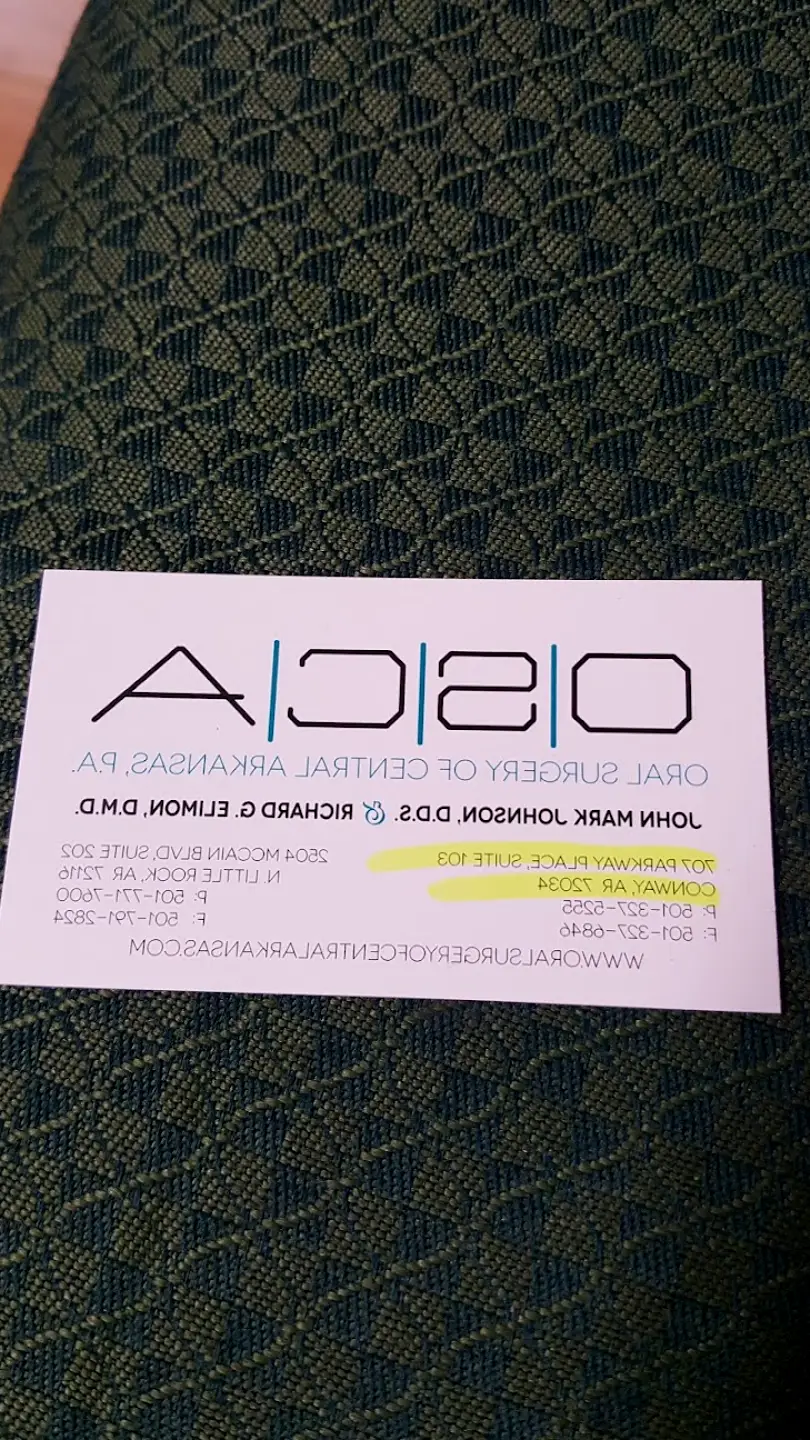 O|S|C|A
ORAL SURGERY OF CENTRAL ARKANSAS, P.A.
JOHN MARK JOHNSON, D.D.S. & RICHARD G. ELIMON, D.M.D.
707 PARKWAY PLACE, SUITE 103
CONWAY, AR 72034
P: 501-327-5255
F: 501-327-6846
2504 MCCAIN BLVD, SUITE 202
N. LITTLE ROCK, AR 72116
P: 501-771-7600
F: 501-791-2824
WWW.ORALSURGERYOFCENTRALARKANSAS.COM